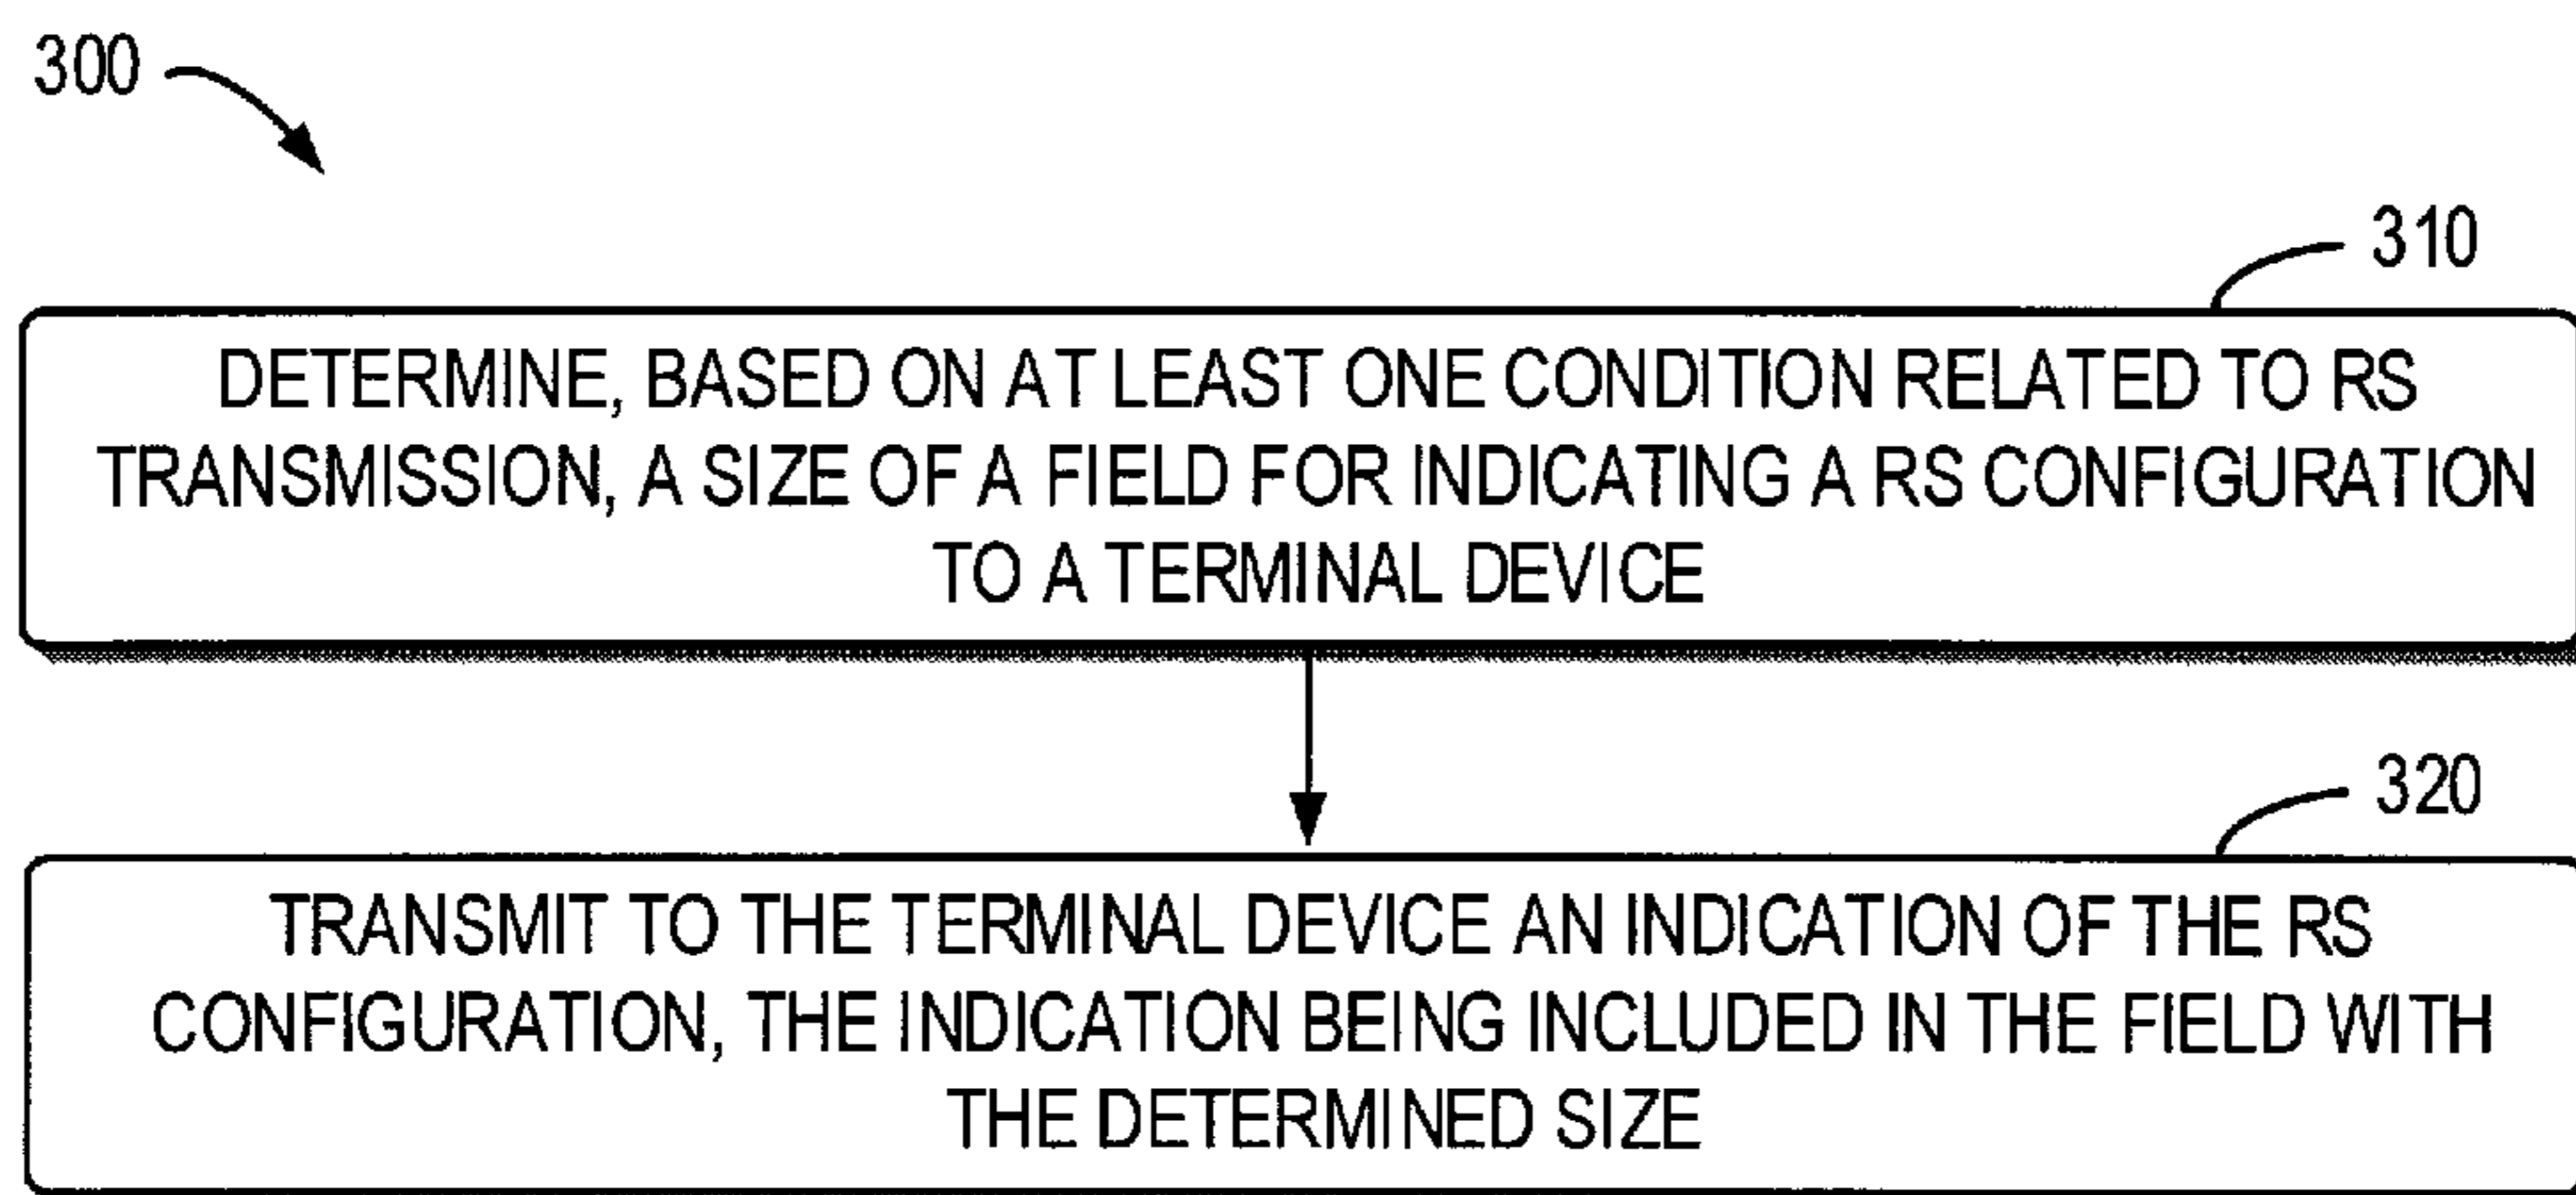 300
310
DETERMINE, BASED ON AT LEAST ONE CONDITION RELATED TO RS
TRANSMISSION, A SIZE OF A FIELD FOR INDICATING A RS CONFIGURATION
TO A TERMINAL DEVICE
320
TRANSMIT TO THE TERMINAL DEVICE AN INDICATION OF THE RS
CONFIGURATION, THE INDICATION BEING INCLUDED IN THE FIELD WITH
THE DETERMINED SIZE